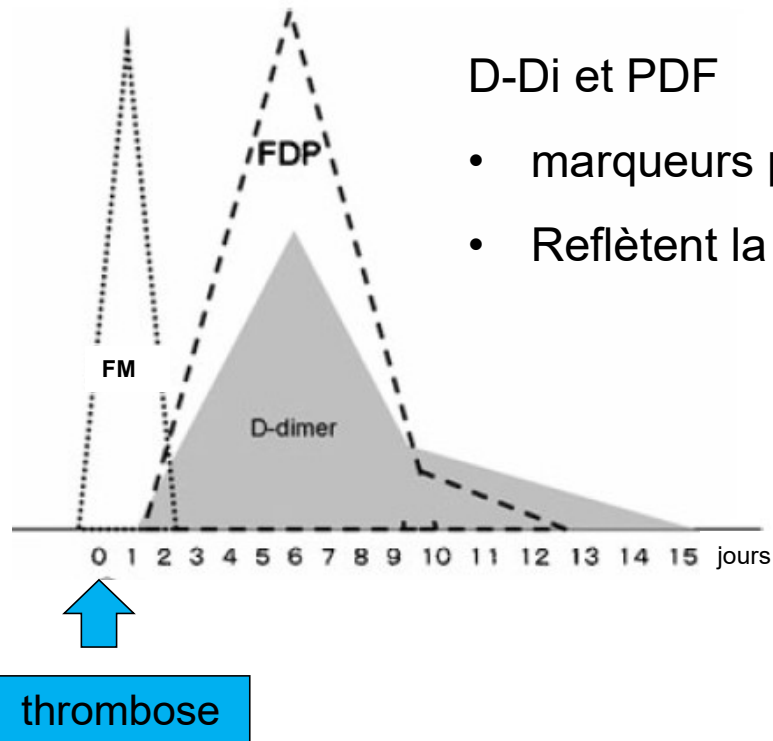 D-Di et PDF
• marqueurs
• Reflètent la
FDP
FM
D-dimer
0 1 2 3 4 5 6 7 8 9 10 11 12 13 14 15 jours
thrombose